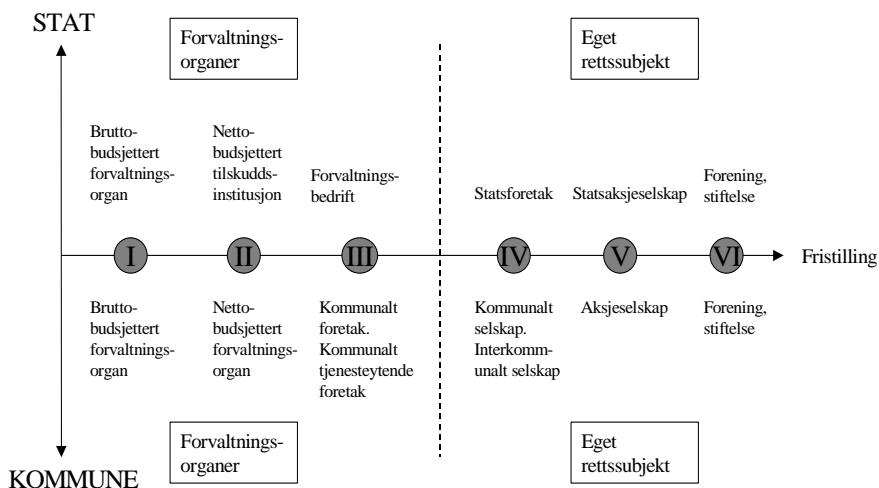 STAT
Forvaltnings-
organer
Eget
rettssubjekt
Brutto-
budsjettert
forvaltnings-
organ
Netto-
budsjettert
tilskudds-
institusjon
Forvaltnings-
bedrift
Statsforetak
Statsaksjeselskap
Forening,
stiftelse
I
II
III
IV
V
VI
Fristilling
Brutto-
budsjettert
forvaltnings-
organ
Netto-
budsjettert
forvaltnings-
organ
Kommunalt
foretak.
Kommunalt
tjenesteytende
foretak
Kommunalt
selskap.
Interkomm-
unalt selskap
Aksjeselskap
Forening,
stiftelse
Forvaltnings-
organer
Eget
rettssubjekt
KOMMUNE